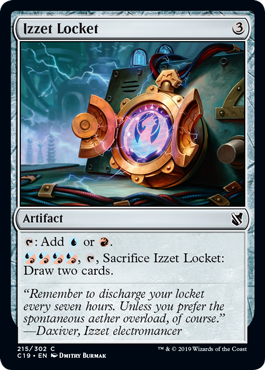 Izzet Locket 3
Artifact
: Add or .
, , Sacrifice Izzet Locket:
Draw two cards.
“Remember to discharge your locket
every seven hours. Unless you prefer the
spontaneous aether overload, of course.”
—Daxiver, Izzet electromancer
215/302 C
C19 • EN Dmitry Burmak
™ & © 2019 Wizards of the Coast